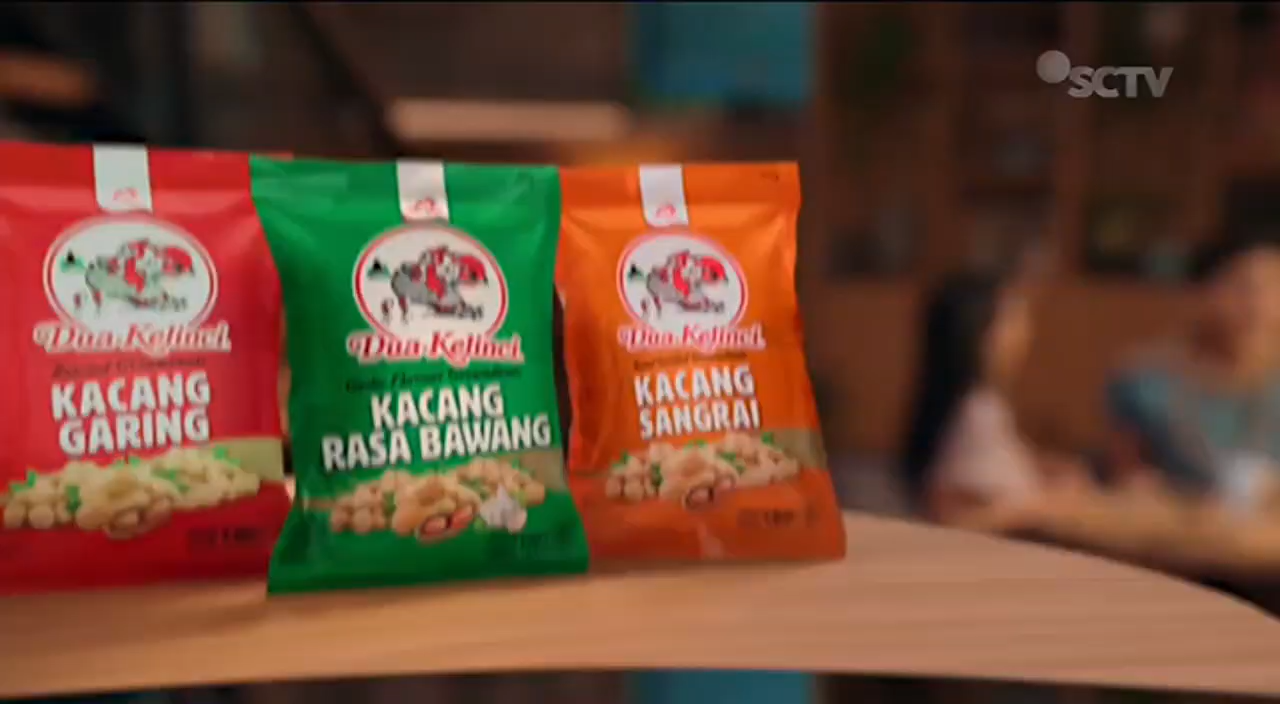 SCTV
Dua Kelinci
KACANG
GARING
Dua Kelinci
KACANG
RASA BAWANG
Dua Kelinci
KACANG
SANGRAI